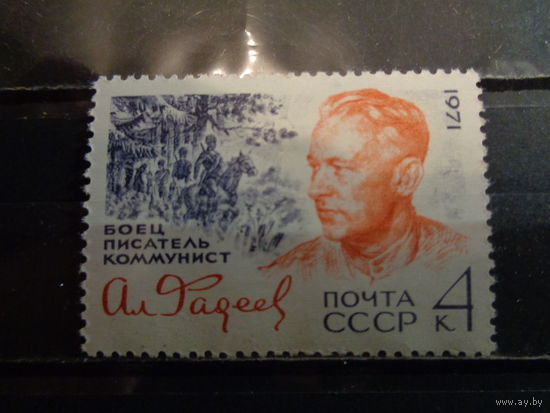 1971
БОЕЦ
ПИСАТЕЛЬ
КОММУНИСТ
Ал Фадеев
ПОЧТА
СССР
4 К
www.ay.by